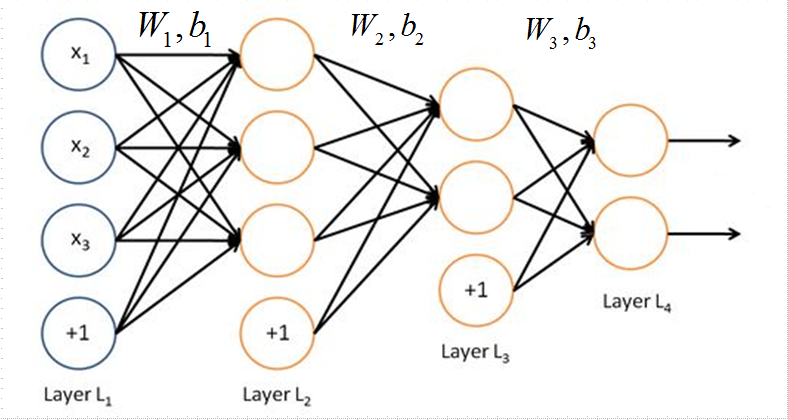 W₁, b₁
W₂, b₂
W₃, b₃
x₁
x₂
x₃
+1
+1
+1
Layer L₁
Layer L₂
Layer L₃
Layer L₄